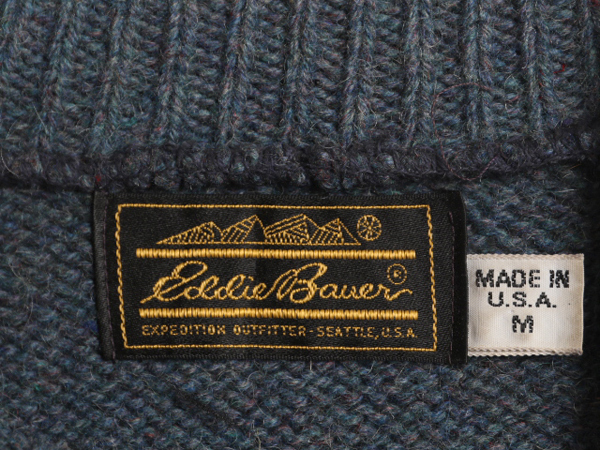 Eddie Bauer®
EXPEDITION OUTFITTER - SEATTLE, U.S.A.
MADE IN
U.S.A.
M